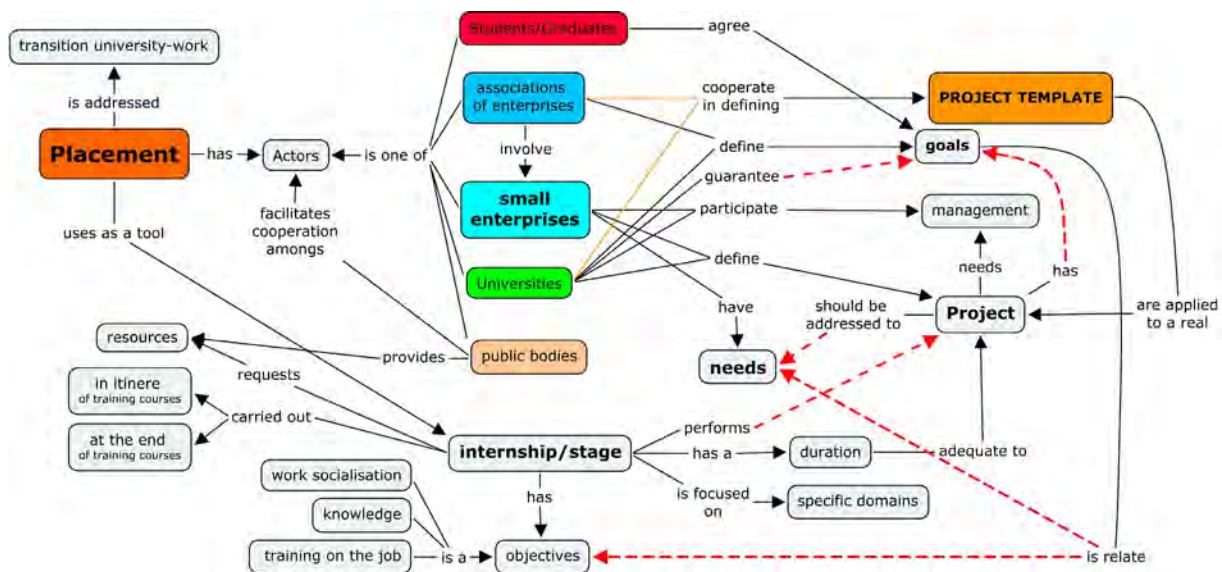 Students/Graduates
agree
transition university-work
is addressed
associations
of enterprises
cooperate
in defining
PROJECT TEMPLATE
Placement
has
Actors
is one of
involve
define
goals
guarantee
small
enterprises
participate
management
facilitates
cooperation
amongs
uses as a tool
define
needs
has
Universities
have
should be
addressed to
Project
are applied
to a real
resources
provides
public bodies
needs
requests
in itinere
of training courses
carried out
at the end
of training courses
performs
internship/stage
has a
duration
adequate to
work socialisation
has
is focused
on
specific domains
knowledge
training on the job
is a
objectives
is relate